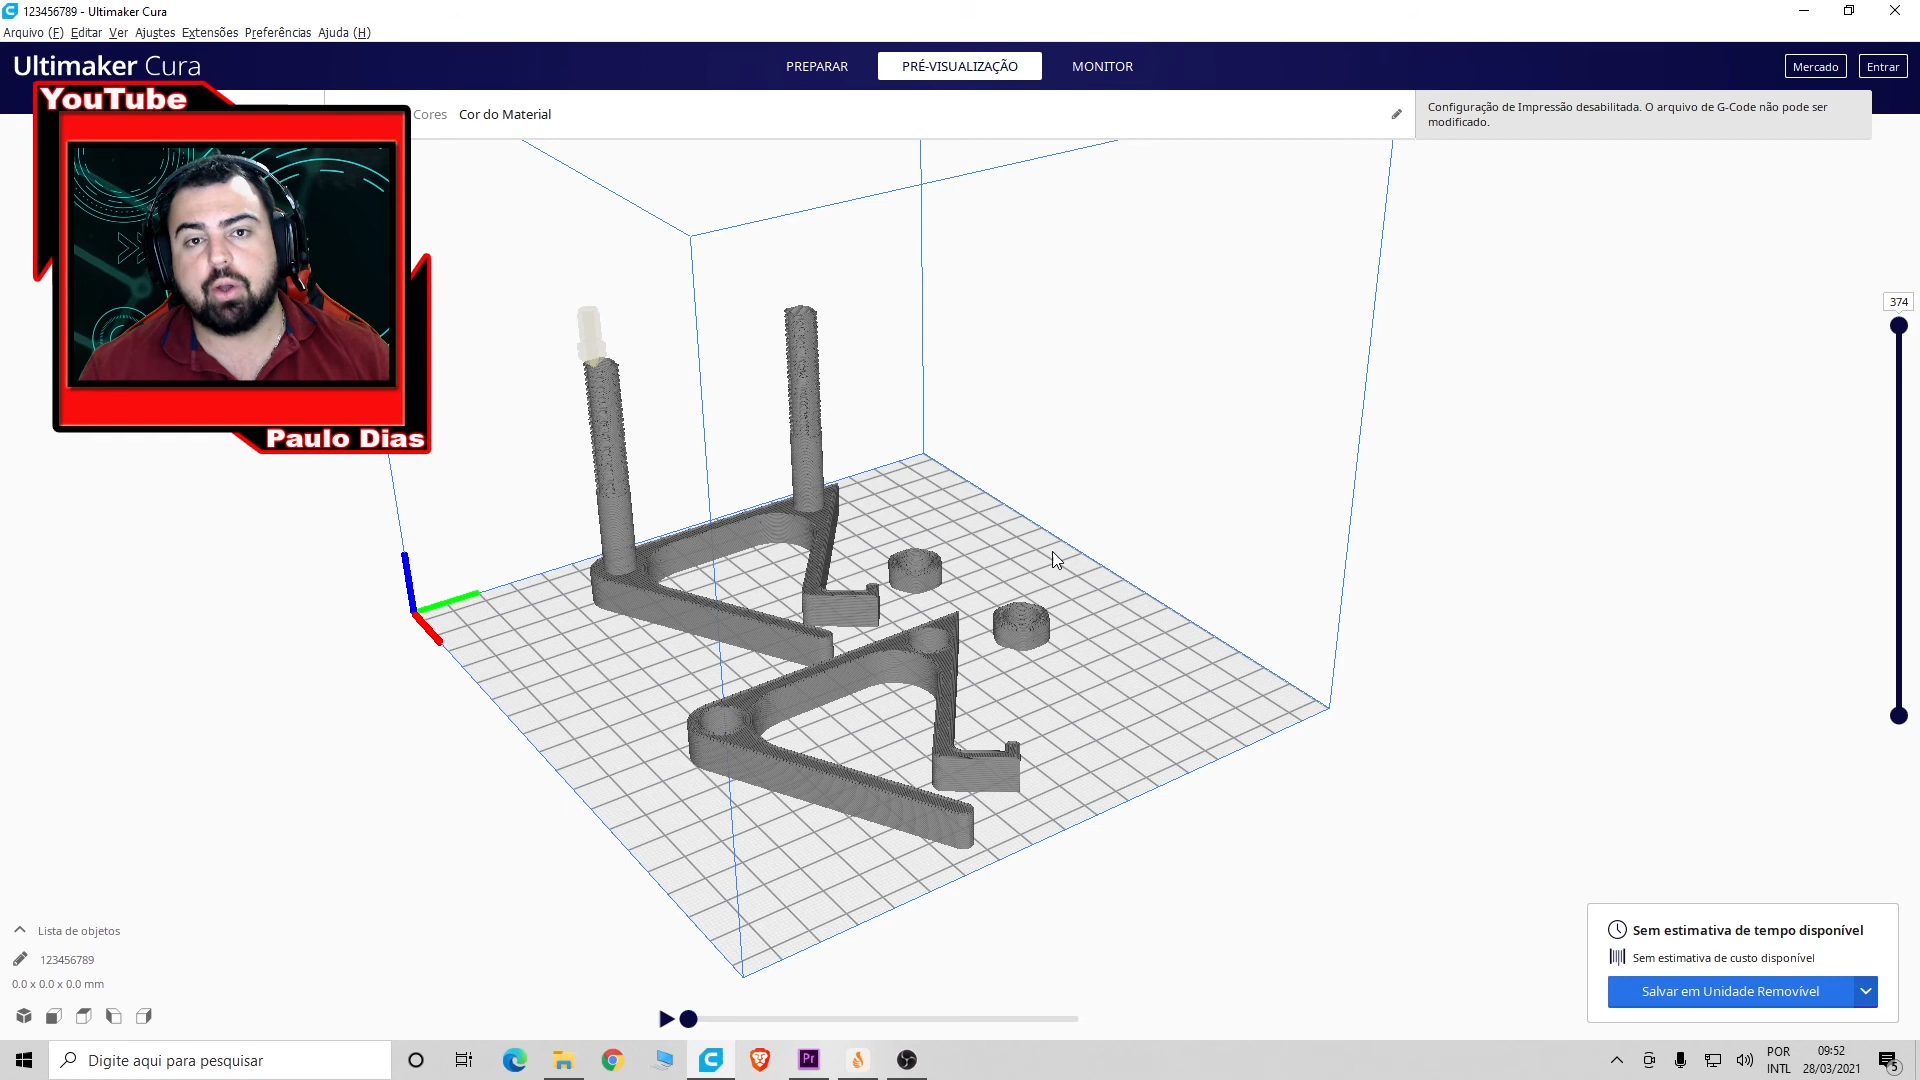 123456789 - Ultimaker Cura
Arquivo (F) Editar Ver Ajustes Extensões Preferências Ajuda (H)
Ultimaker Cura
PREPARAR
PRÉ-VISUALIZAÇÃO
MONITOR
Mercado
Entrar
YouTube
Cores Cor do Material
Configuração de Impressão desabilitada. O arquivo de G-Code não pode ser
modificado.
374
Paulo Dias
Lista de objetos
123456789
0.0 x 0.0 x 0.0 mm
Sem estimativa de tempo disponível
Sem estimativa de custo disponível
Salvar em Unidade Removível
Digite aqui para pesquisar
Pr
POR
INTL
09:52
28/03/2021
5